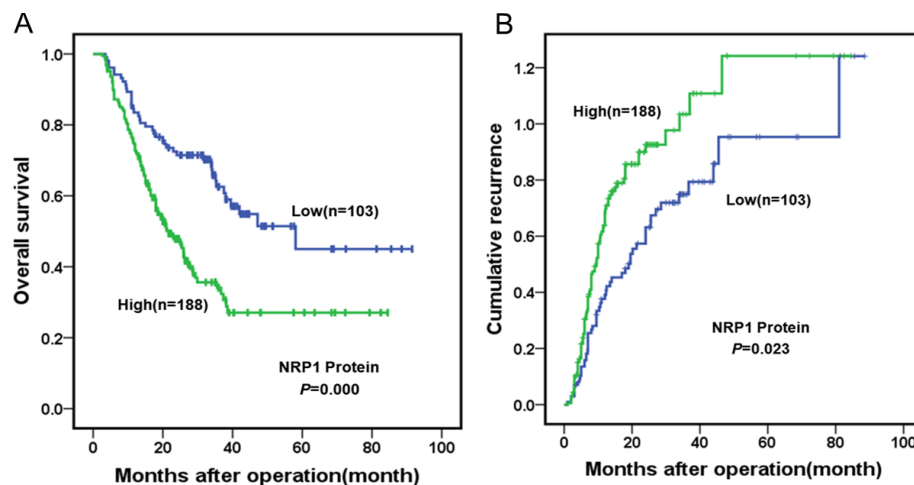 A
1.0
0.8
0.6
0.4
0.2
0.0
Overall survival
Low(n=103)
High(n=188)
NRP1 Protein
P=0.000
0 20 40 60 80 100
Months after operation(month)
B
1.2
1.0
0.8
0.6
0.4
0.2
0.0
Cumulative recurrence
High(n=188)
Low(n=103)
NRP1 Protein
P=0.023
0 20 40 60 80 100
Months after operation(month)